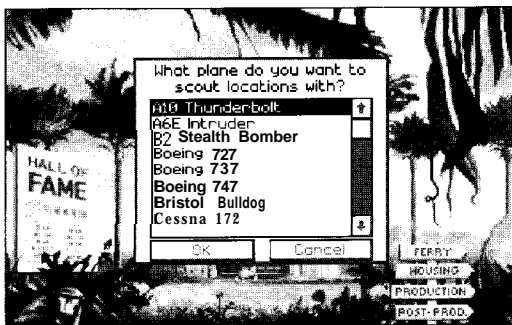 What plane do you want to
scout locations with?
A10 Thunderbolt
A6E Intruder
B2 Stealth Bomber
Boeing 727
Boeing 737
Boeing 747
Bristol Bulldog
Cessna 172
OK
Cancel
HALL OF
FAME
FERRY
HOUSING
PRODUCTION
POST-PROD.